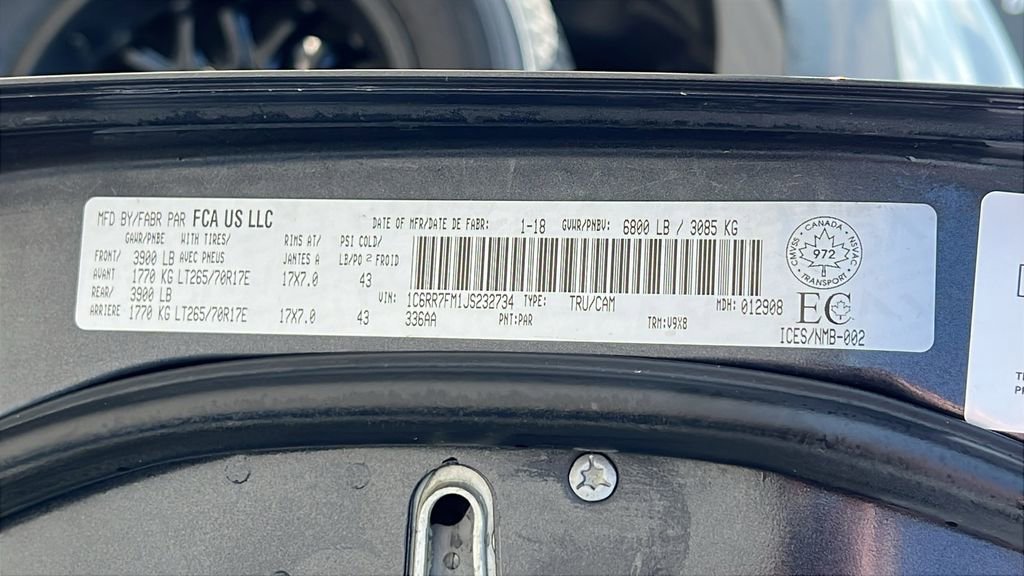 MFD BY/FABR PAR FCA US LLC DATE OF MFR/DATE DE FABR: 1-18 GVWR/PNBV: 6800 LB / 3085 KG
GAWR/PNBE WITH TIRES/ RIMS AT/ PSI COLD/
FRONT/ 3900 LB AVEC PNEUS JANTES A LB/PO 2 FROID
AVANT 1770 KG LT265/70R17E 17X7.0 43
REAR/ 3900 LB VIN: 1C6RR7FM1JS232734 TYPE: TRU/CAM MDH: 012908
ARRIERE 1770 KG LT265/70R17E 17X7.0 43 336AA PNT:PAR TRM:V9X8
CANADA
CMVSS 972 NSVAC
TRANSPORT
EC
ICES/NMB-002